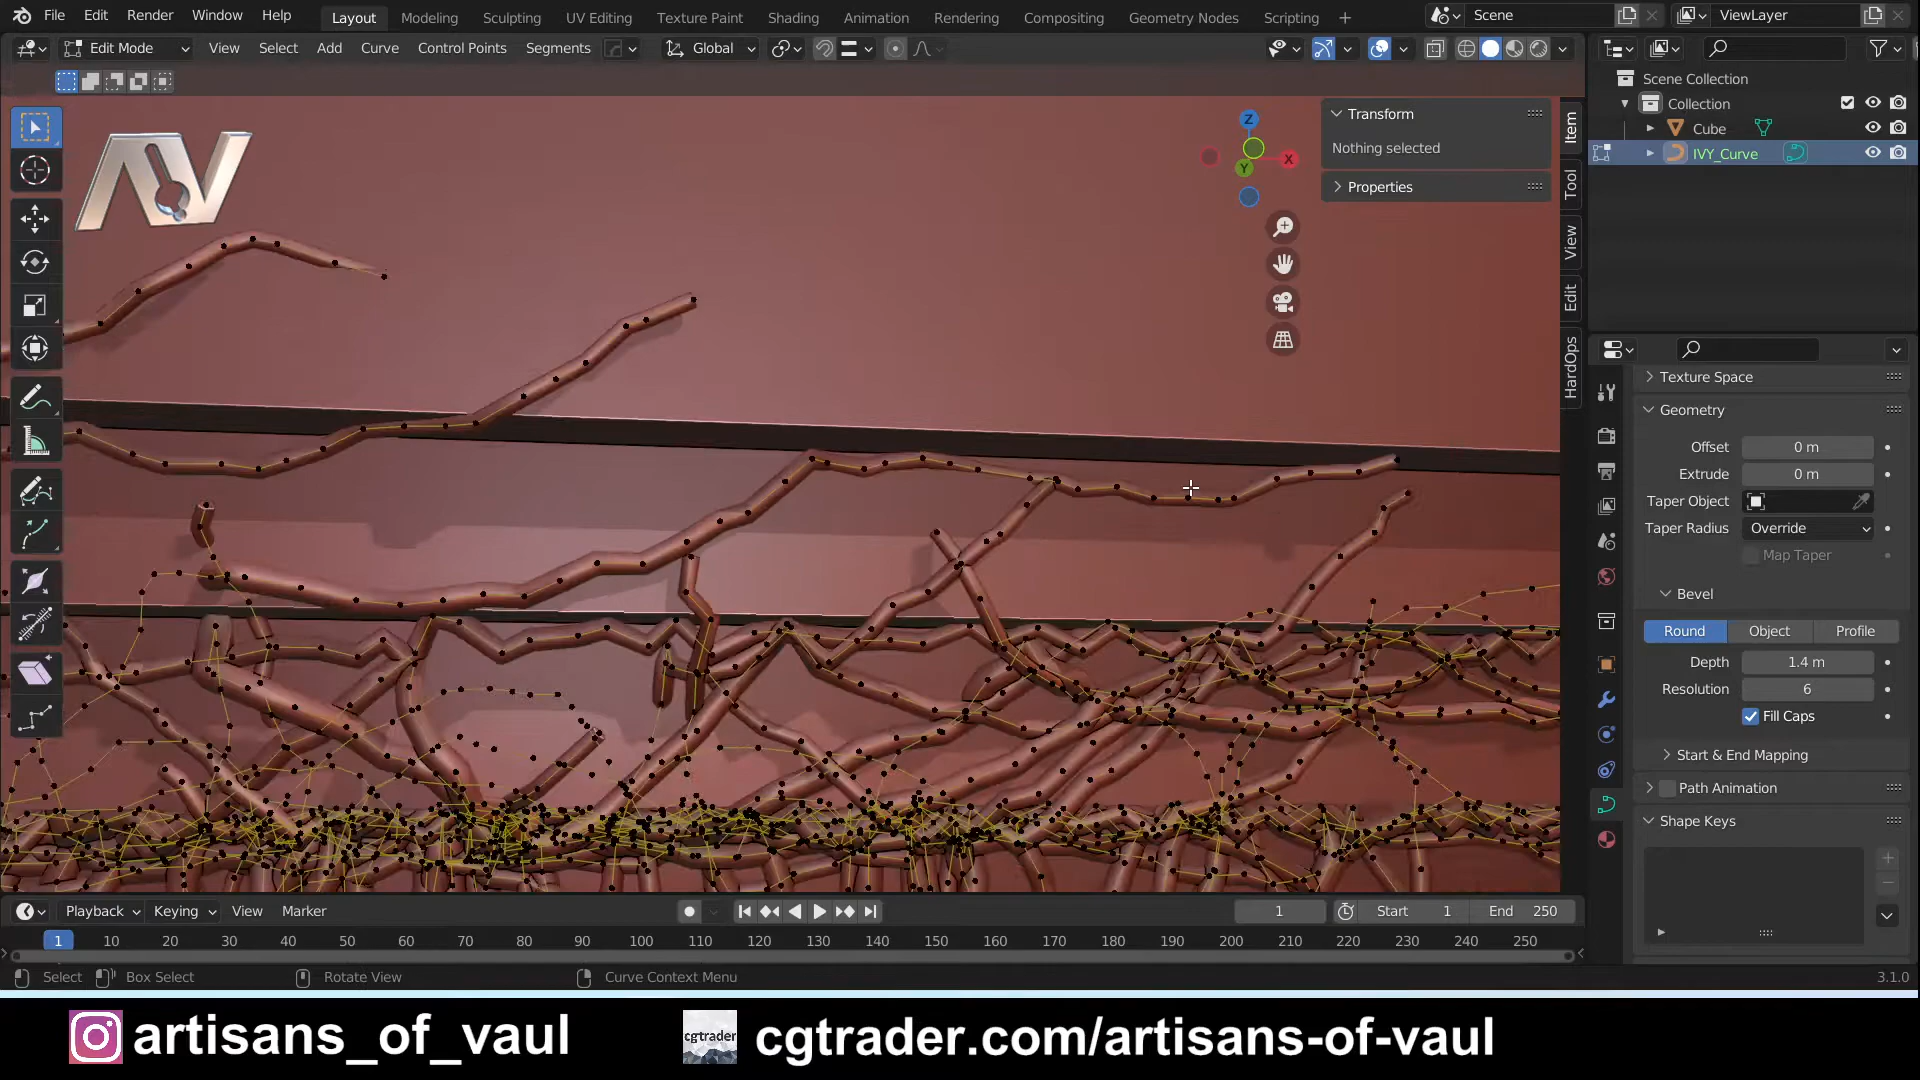 File Edit Render Window Help Layout Modeling Sculpting UV Editing Texture Paint Shading Animation Rendering Compositing Geometry Nodes Scripting + Scene ViewLayer
Edit Mode View Select Add Curve Control Points Segments Global
Scene Collection
Collection
Cube
IVY_Curve
AV
Transform
Nothing selected
Properties
Item
Tool
View
Edit
HardOps
Z
X
Y
Texture Space
Geometry
Offset 0 m
Extrude 0 m
Taper Object
Taper Radius Override
Map Taper
Bevel
Round Object Profile
Depth 1.4 m
Resolution 6
Fill Caps
Start & End Mapping
Path Animation
Shape Keys
Playback Keying View Marker 1 Start 1 End 250
1 10 20 30 40 50 60 70 80 90 100 110 120 130 140 150 160 170 180 190 200 210 220 230 240 250
Select Box Select Rotate View Curve Context Menu 3.1.0
artisans_of_vaul cgtrader cgtrader.com/artisans-of-vaul